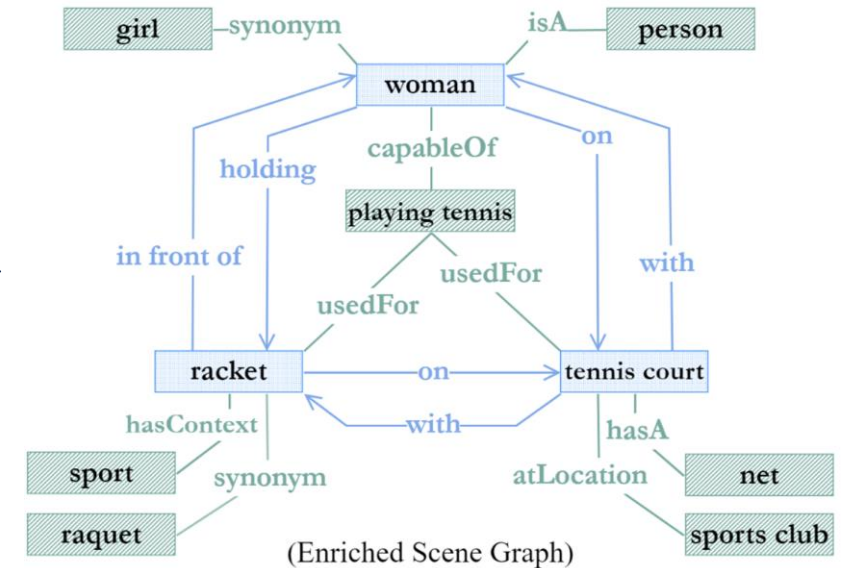 girl
synonym
isA
person
woman
capableOf
on
holding
playing tennis
in front of
usedFor
with
usedFor
racket
on
tennis court
hasContext
with
hasA
sport
synonym
atLocation
net
raquet
sports club
(Enriched Scene Graph)